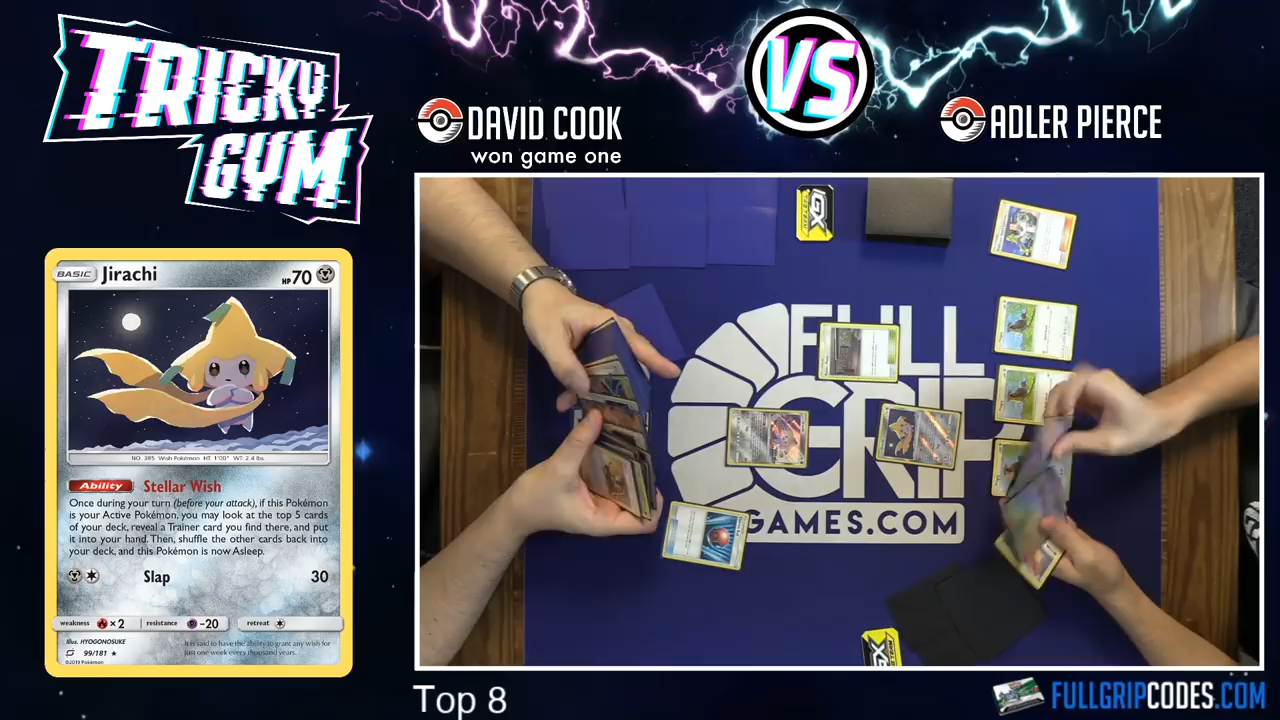 TRICKY
GYM
DAVID COOK
won game one
VS
ADLER PIERCE
BASIC Jirachi HP70
NO. 385. Wish Pokémon HT: 1'00" WT: 2.4 lbs.
Ability Stellar Wish
Once during your turn (before your attack), if this Pokémon
is your Active Pokémon, you may look at the top 5 cards
of your deck, reveal a Trainer card you find there, and put
it into your hand. Then, shuffle the other cards back into
your deck, and this Pokémon is now Asleep.
Slap 30
weakness ×2 resistance -20 retreat
Illus. HYOGONOSUKE
99/181 ★
©2019 Pokémon
It is said to have the ability to grant any wish for
just one week every thousand years.
GX
FULL
GRIP
GAMES.COM
GX
Top 8
FULLGRIPCODES.COM